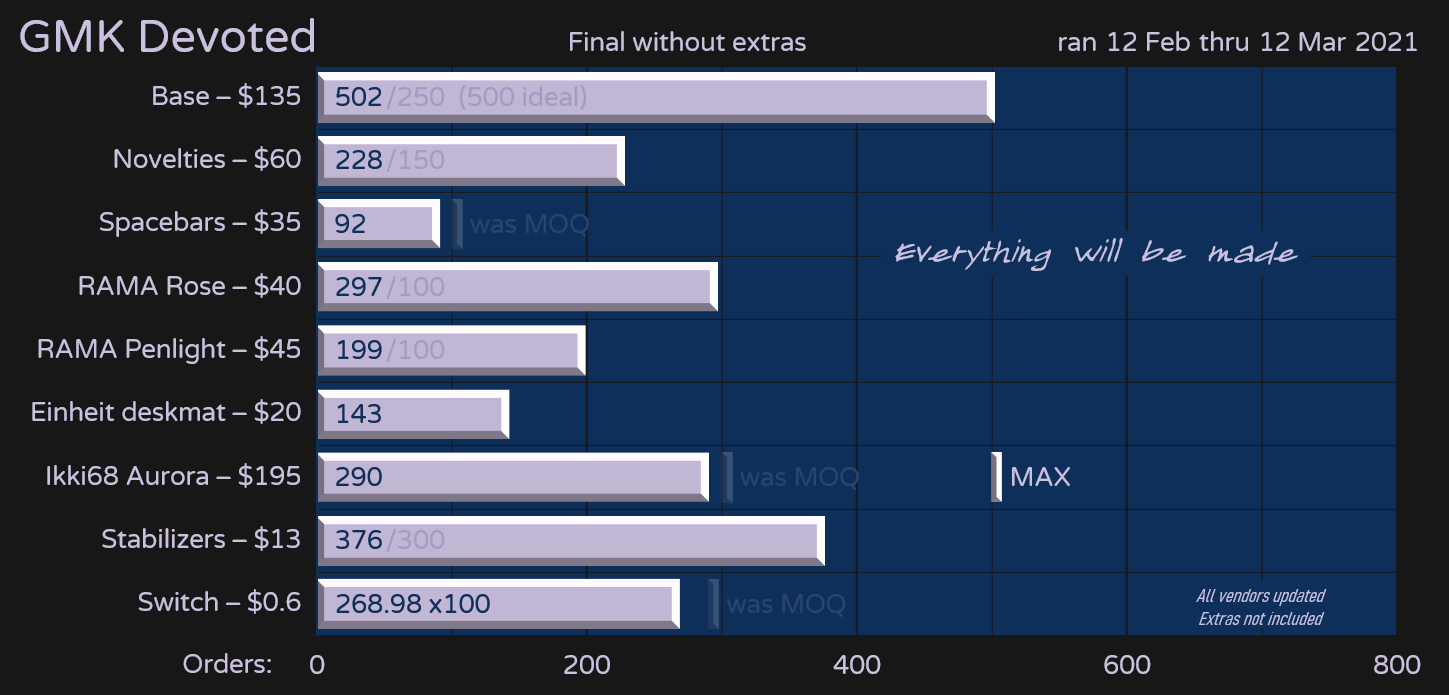 GMK Devoted Final without extras ran 12 Feb thru 12 Mar 2021
Base – $135 502/250 (500 ideal)
Novelties – $60 228/150
Spacebars – $35 92 was MOQ
Everything will be made
RAMA Rose – $40 297/100
RAMA Penlight – $45 199/100
Einheit deskmat – $20 143
Ikki68 Aurora – $195 290 was MOQ MAX
Stabilizers – $13 376/300
Switch – $0.6 268.98 x100 was MOQ
All vendors updated
Extras not included
Orders: 0 200 400 600 800